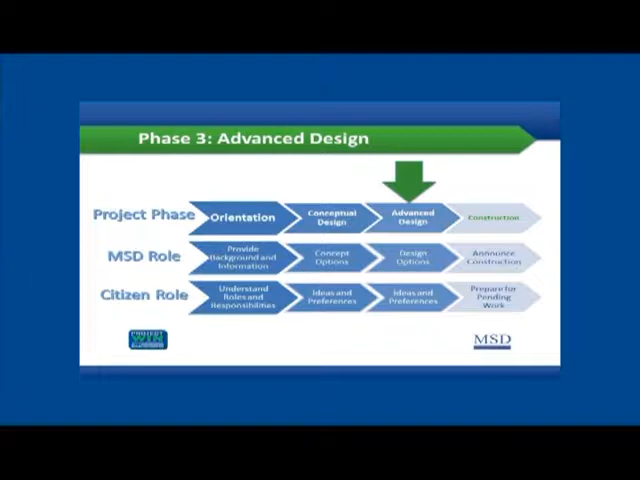 Phase 3: Advanced Design
Project Phase
Orientation
Conceptual
Design
Advanced
Design
Construction
MSD Role
Provide
Background and
Information
Concept
Options
Design
Options
Announce
Construction
Citizen Role
Understand
Roles and
Responsibilities
Ideas and
Preferences
Ideas and
Preferences
Prepare for
Pending
Work
PROJECT
WIN
MSD